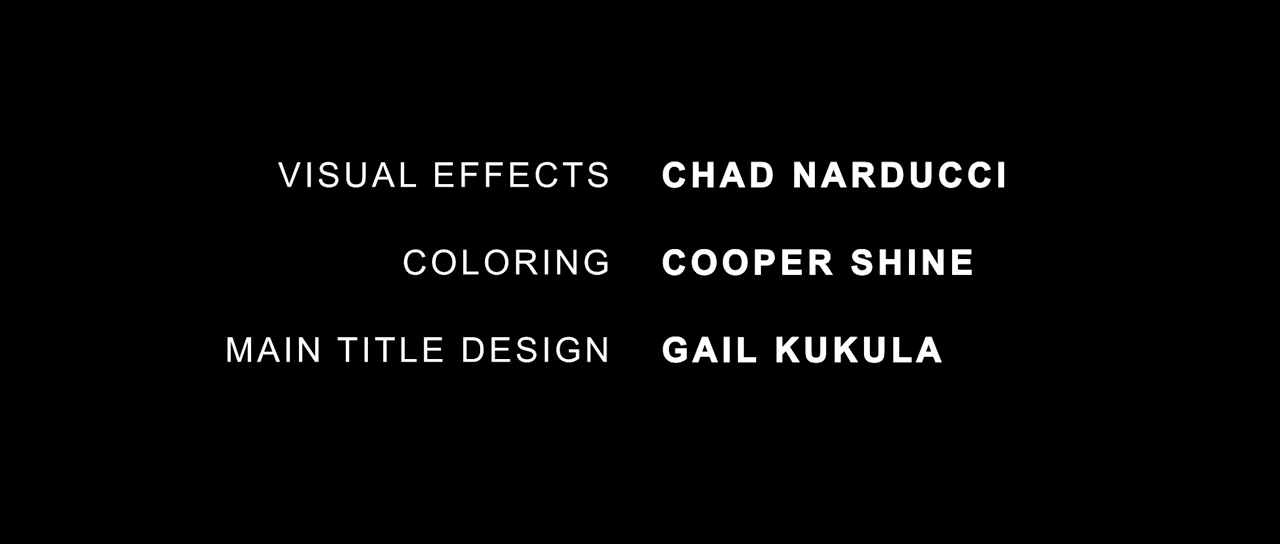 VISUAL EFFECTS CHAD NARDUCCI
COLORING COOPER SHINE
MAIN TITLE DESIGN GAIL KUKULA